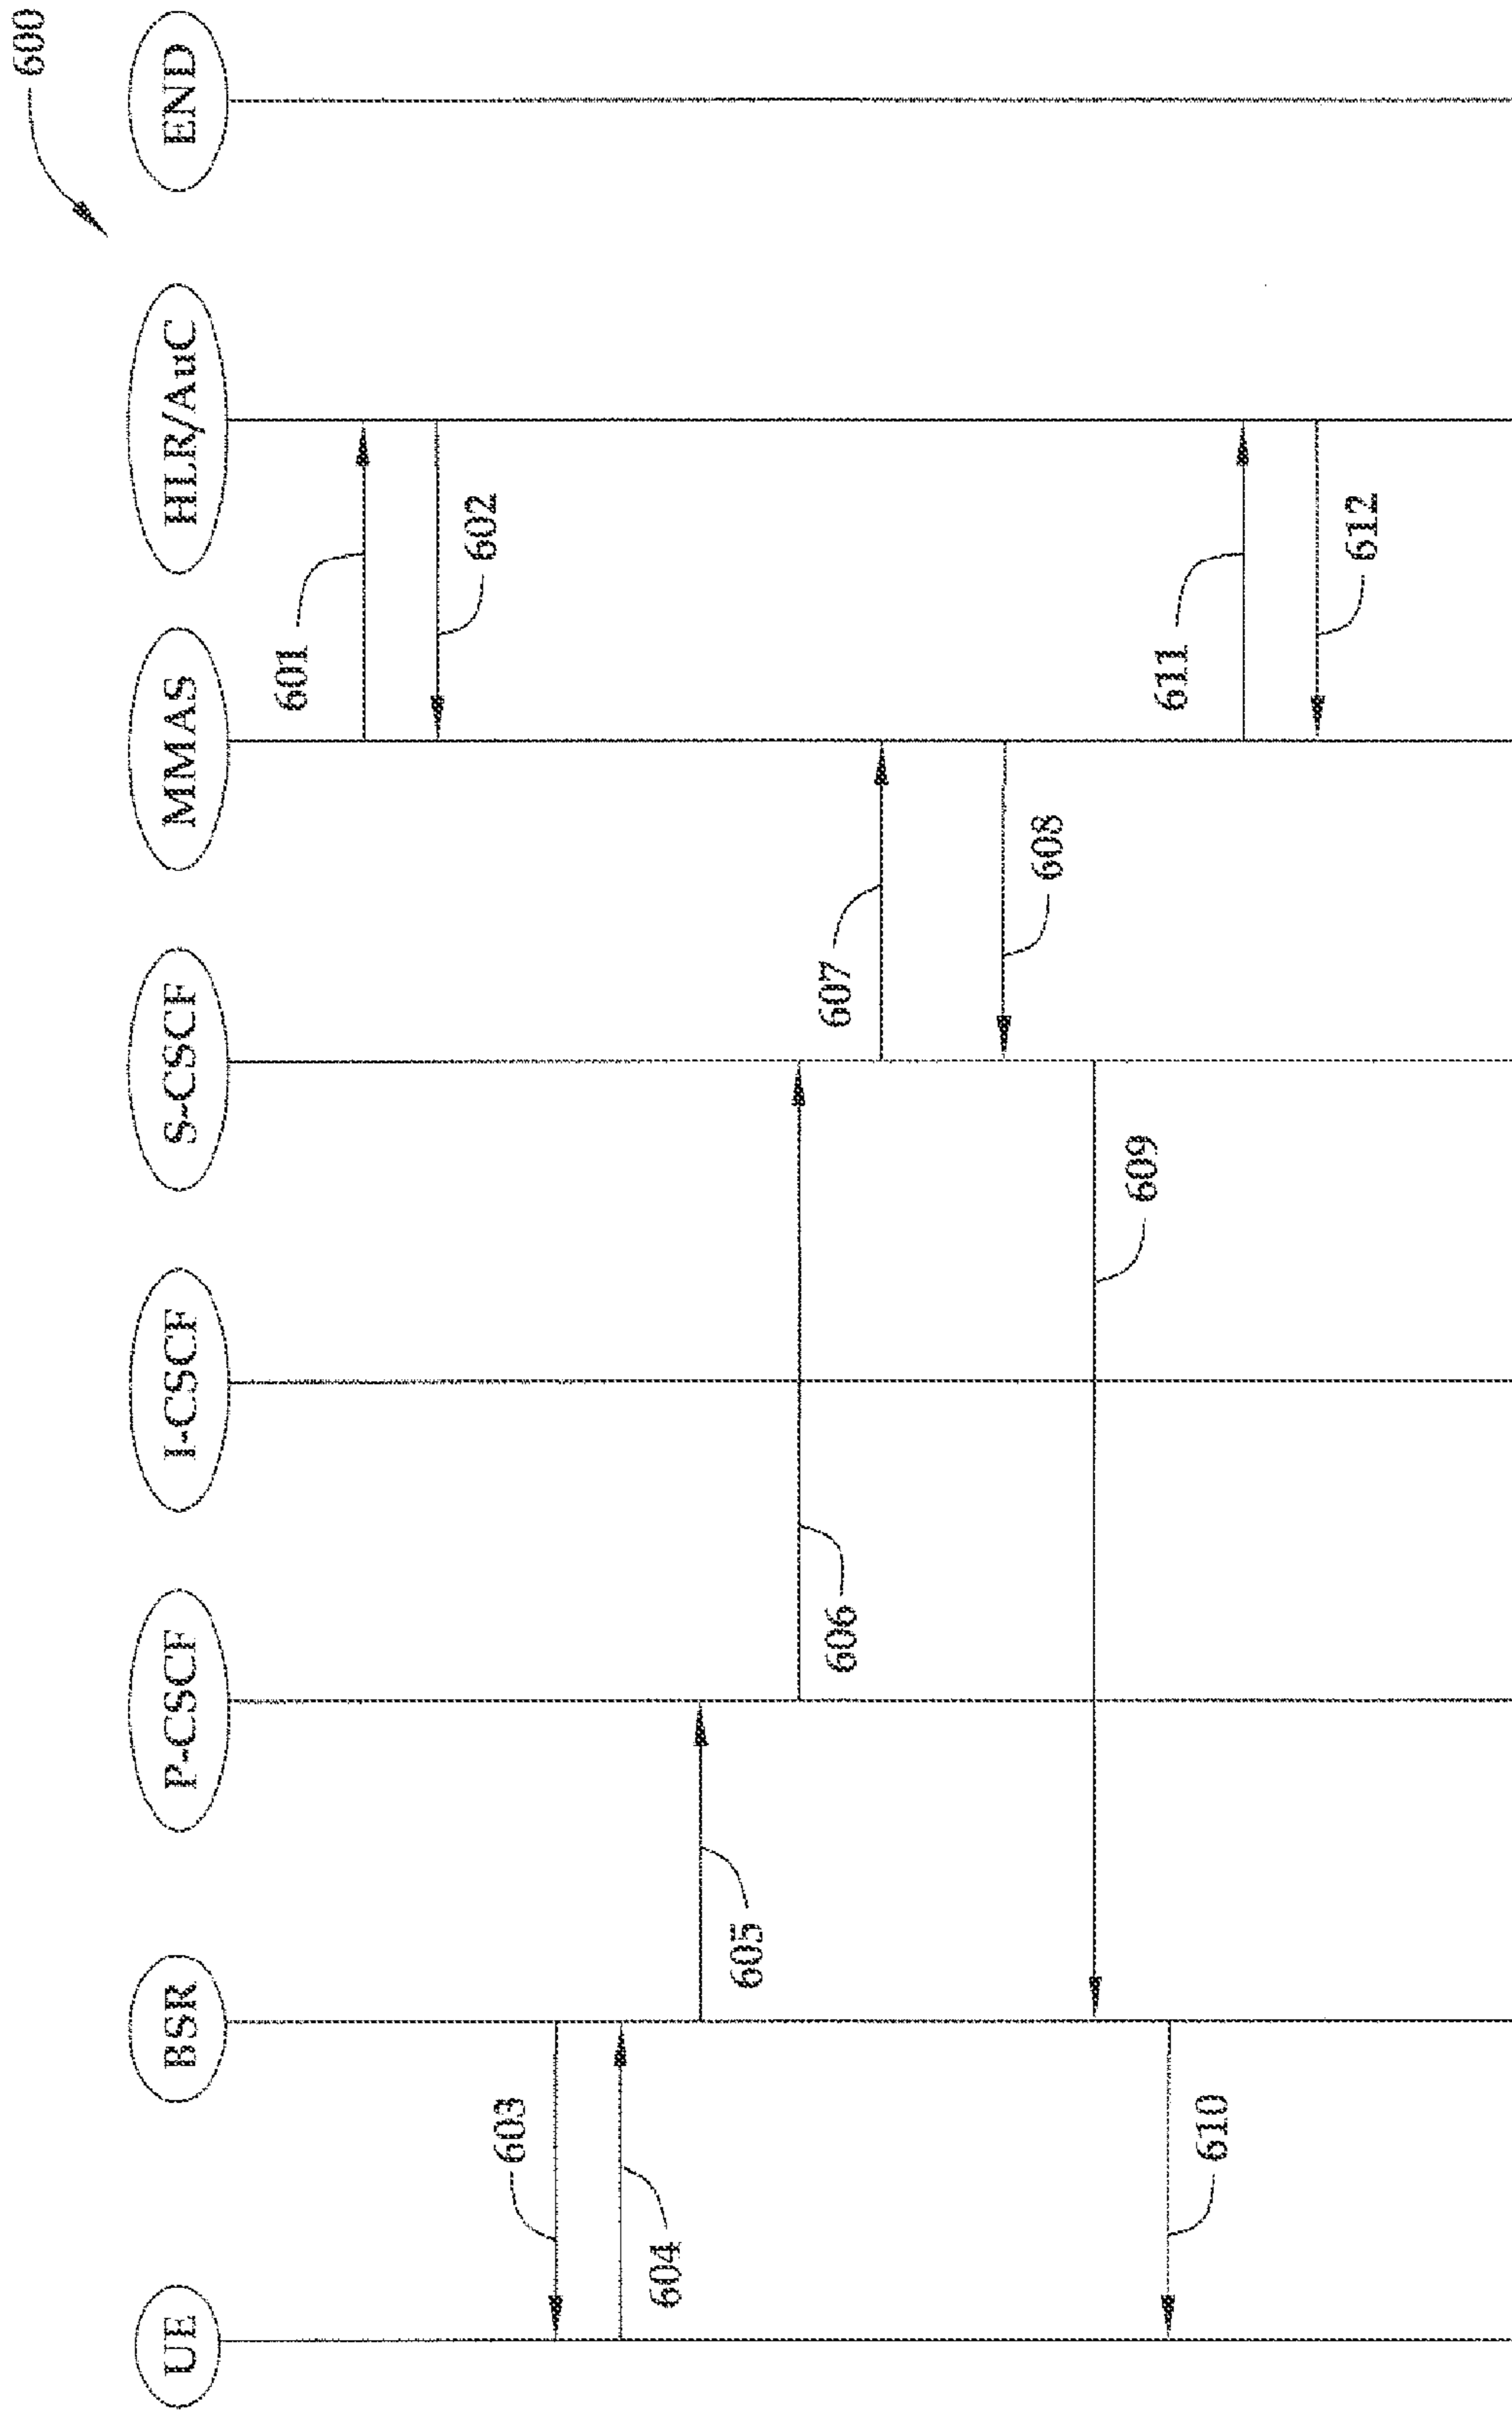 600
UE
BSR
P-CSCF
I-CSCF
S-CSCF
MMAS
HLR/AuC
END
601
602
603
604
605
606
607
608
609
610
611
612